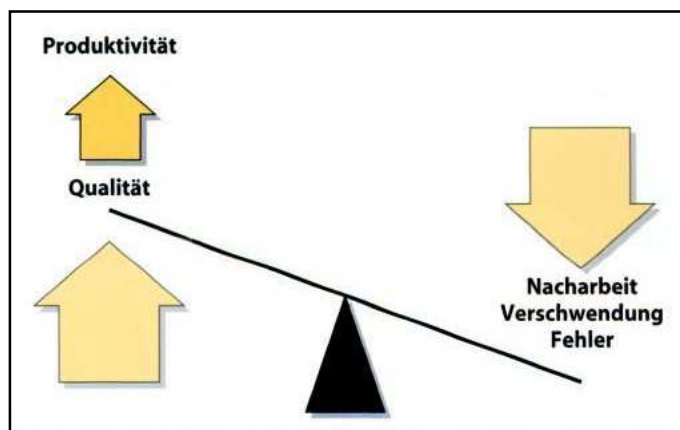 Produktivität
Qualität
Nacharbeit
Verschwendung
Fehler